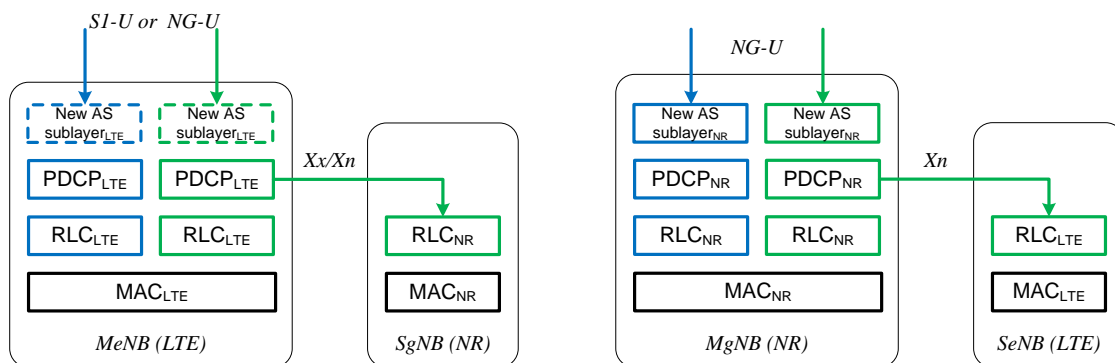 S1-U or NG-U
New AS
sublayerLTE
New AS
sublayerLTE
PDCPLTE
PDCPLTE
Xx/Xn
RLCLTE
RLCLTE
RLCNR
MACLTE
MACNR
MeNB (LTE)
SgNB (NR)
NG-U
New AS
sublayerNR
New AS
sublayerNR
PDCPNR
PDCPNR
Xn
RLCNR
RLCNR
RLCLTE
MACNR
MACLTE
MgNB (NR)
SeNB (LTE)